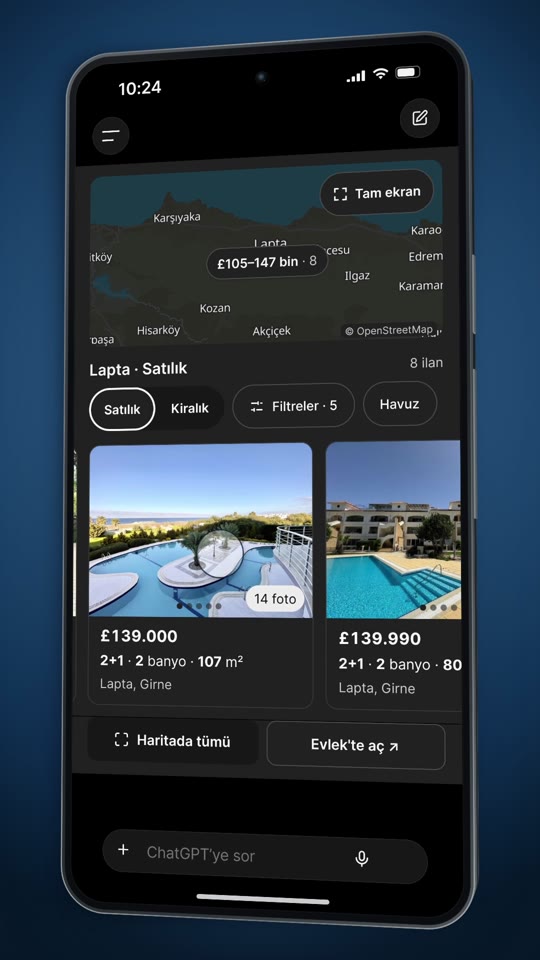 10:24
Tam ekran
Karşıyaka
Karao
Lapta
cesu
itköy
Edrem
£105–147 bin · 8
Ilgaz
Karamar
Kozan
Hisarköy
Akçiçek
© OpenStreetMap
Lapta · Satılık
8 ilan
Satılık
Kiralık
Filtreler · 5
Havuz
14 foto
£139.000
2+1 · 2 banyo · 107 m²
Lapta, Girne
£139.990
2+1 · 2 banyo · 80
Lapta, Girne
Haritada tümü
Evlek'te aç ↗
ChatGPT'ye sor